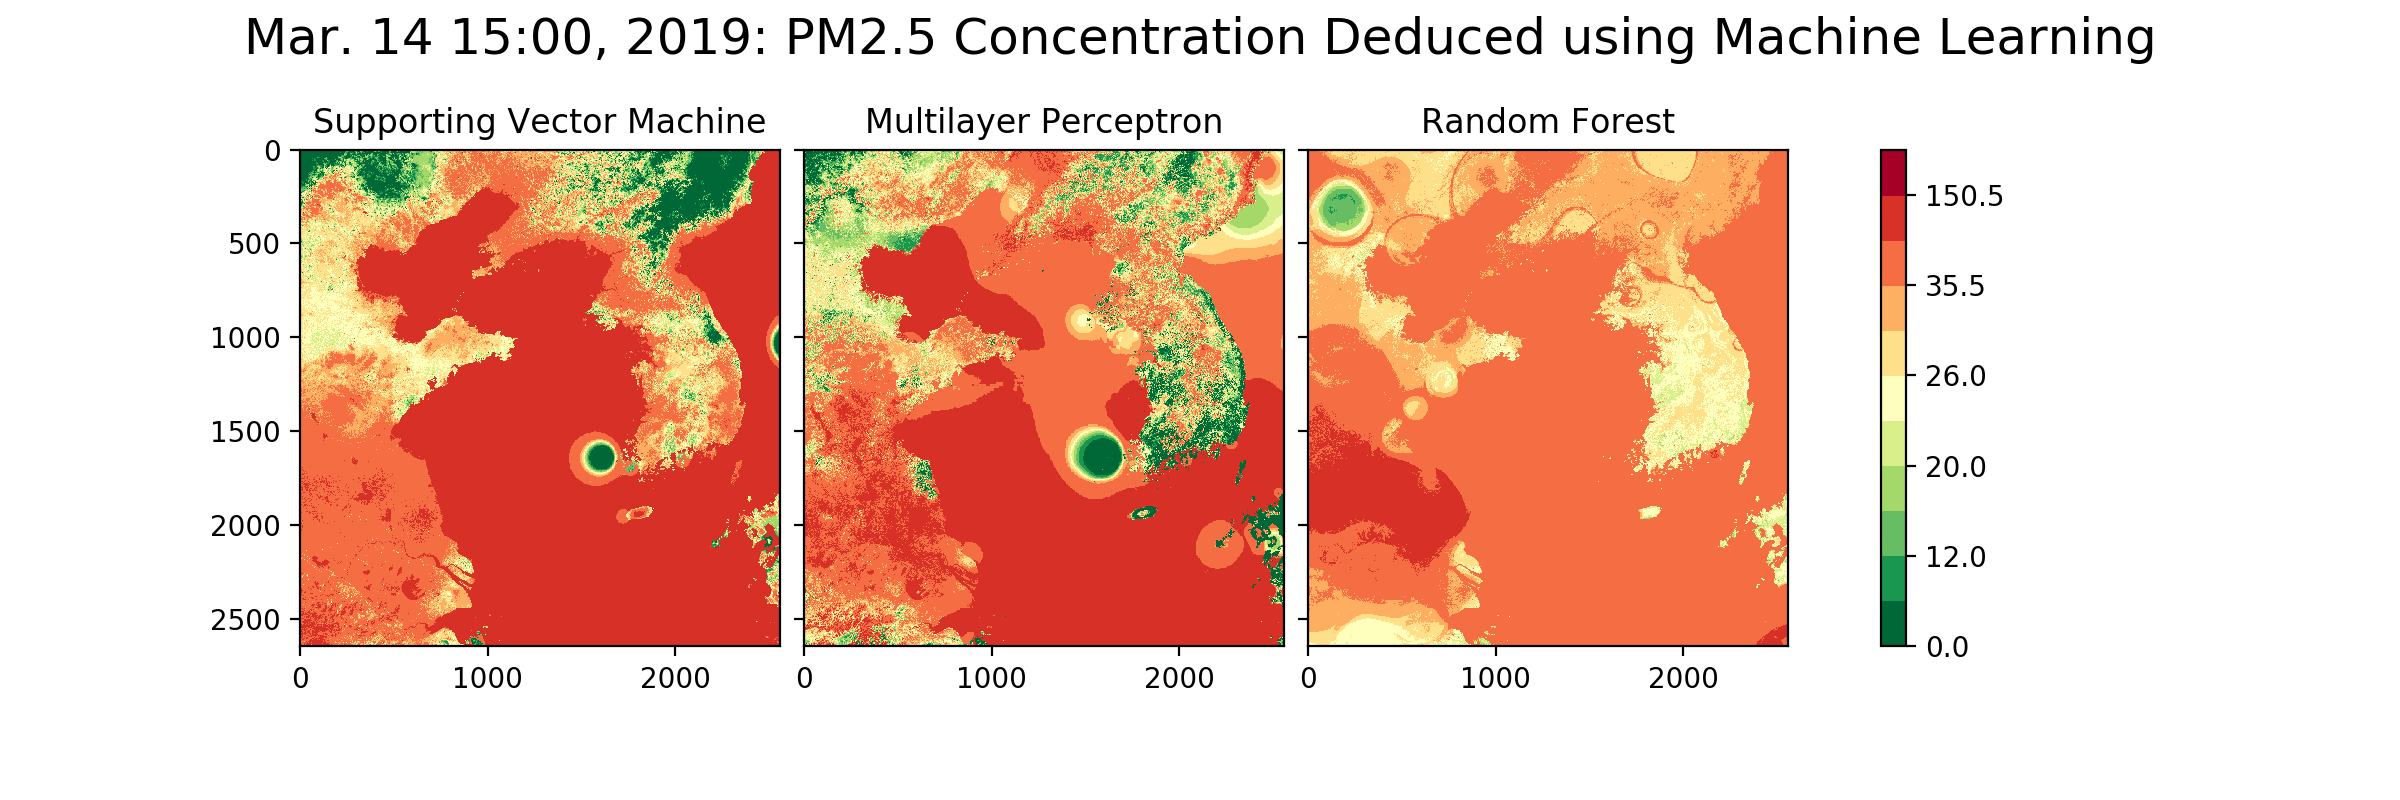 Mar. 14 15:00, 2019: PM2.5 Concentration Deduced using Machine Learning
Supporting Vector Machine
Multilayer Perceptron
Random Forest
0
500
1000
1500
2000
2500
0 1000 2000
0 1000 2000
0 1000 2000
150.5
35.5
26.0
20.0
12.0
0.0